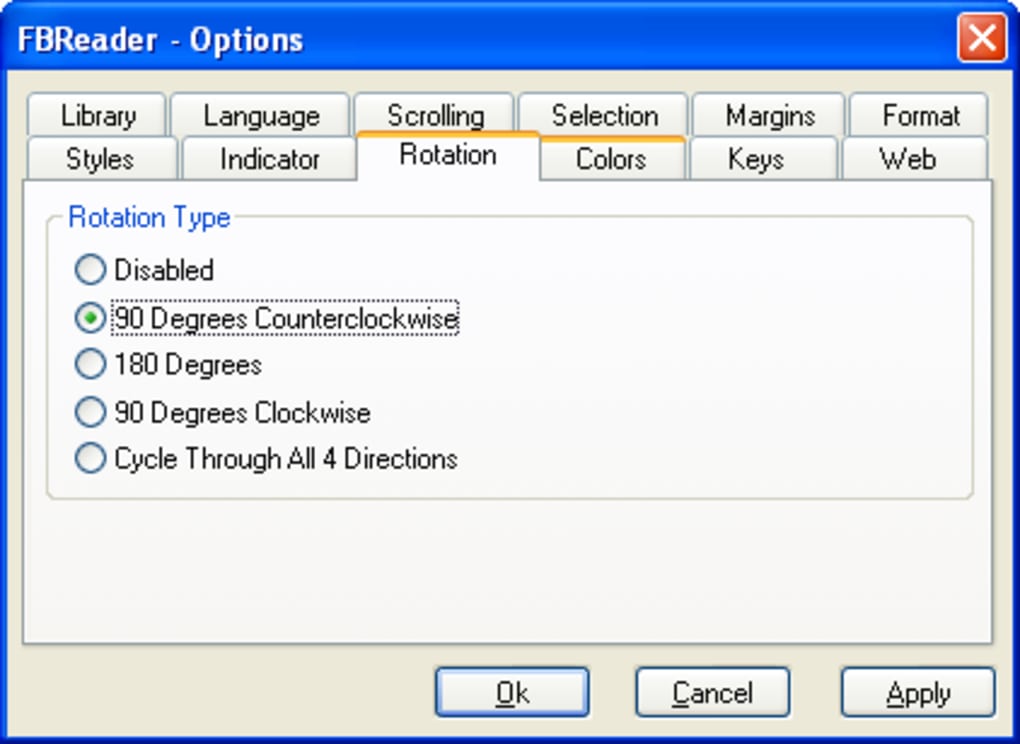 FBReader - Options
Library Language Scrolling Selection Margins Format
Styles Indicator Rotation Colors Keys Web
Rotation Type
Disabled
90 Degrees Counterclockwise
180 Degrees
90 Degrees Clockwise
Cycle Through All 4 Directions
Ok Cancel Apply